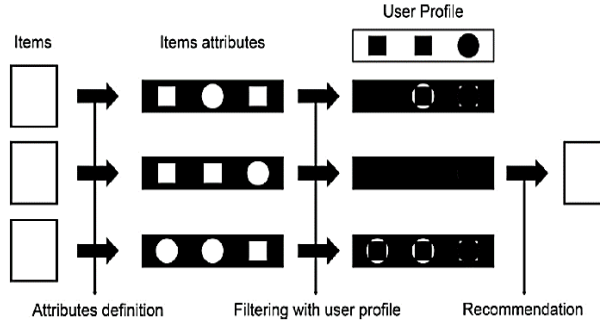 User Profile
Items
Items attributes
Attributes definition
Filtering with user profile
Recommendation